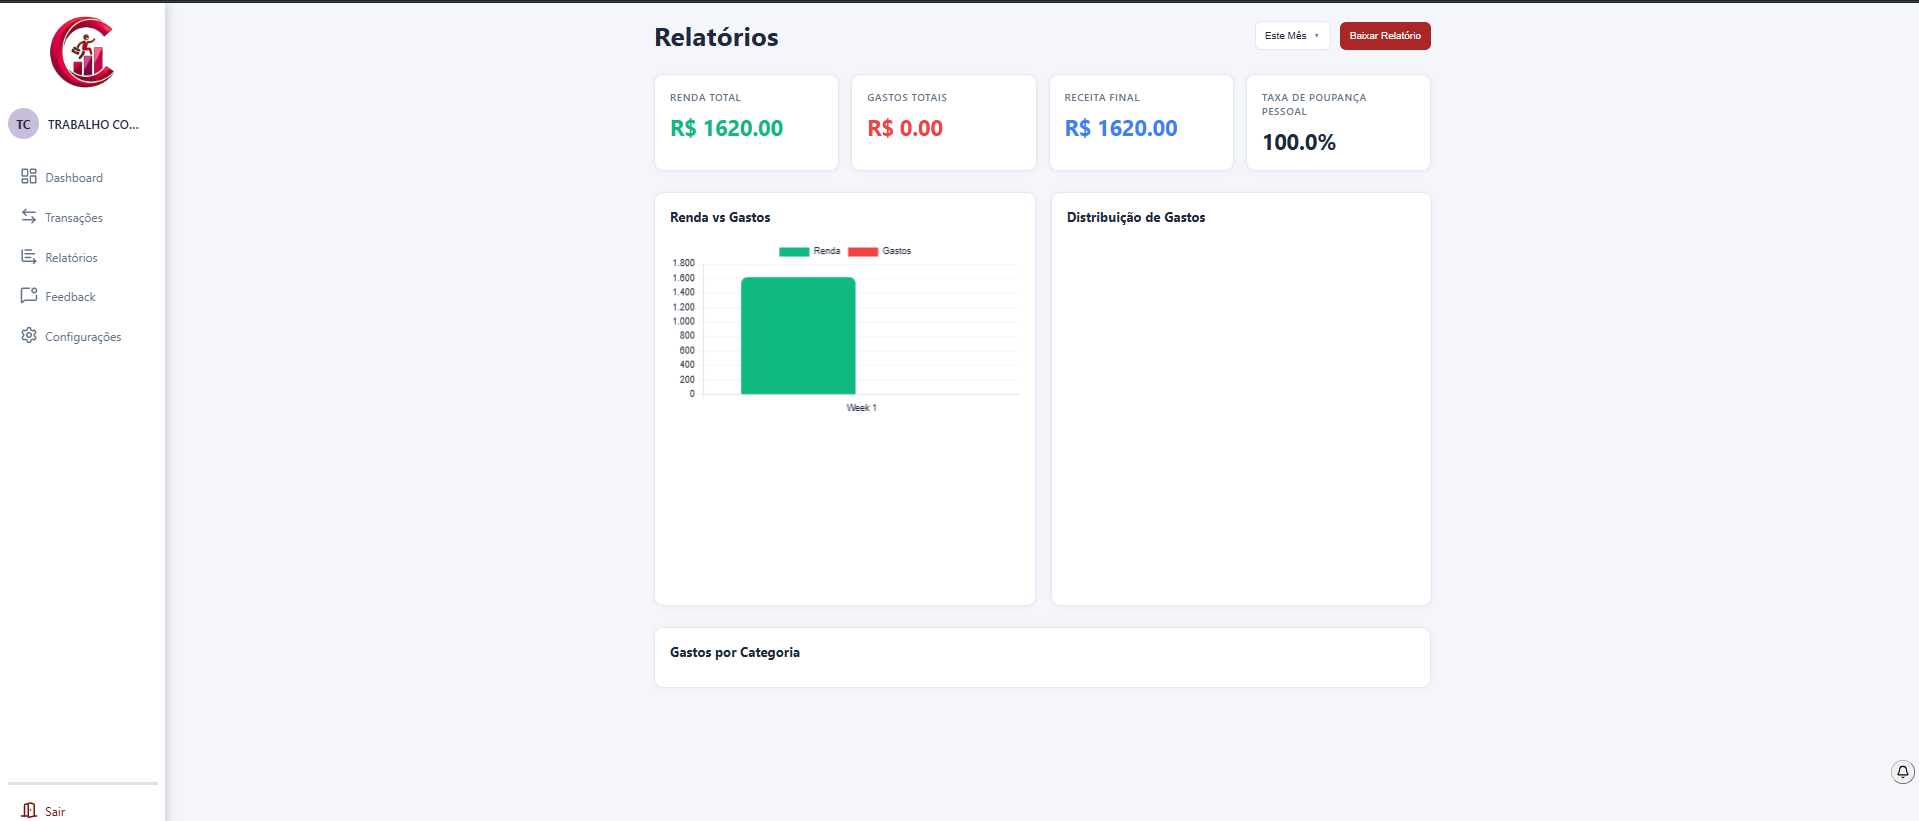 TC
TRABALHO CO...
Dashboard
Transações
Relatórios
Feedback
Configurações
Sair
Relatórios
Este Mês
Baixar Relatório
RENDA TOTAL
R$ 1620.00
GASTOS TOTAIS
R$ 0.00
RECEITA FINAL
R$ 1620.00
TAXA DE POUPANÇA
PESSOAL
100.0%
Renda vs Gastos
Renda
Gastos
1.800
1.600
1.400
1.200
1.000
800
600
400
200
0
Week 1
Distribuição de Gastos
Gastos por Categoria